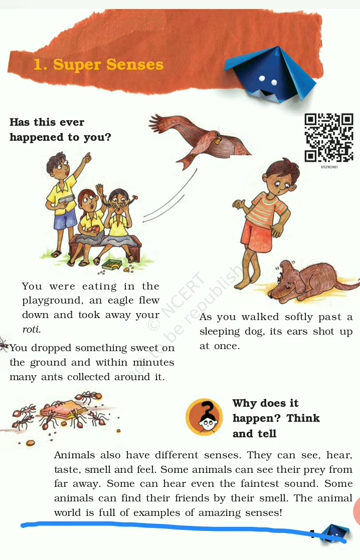 1. Super Senses
Has this ever
happened to you?
0529CH01
You were eating in the
playground, an eagle flew
down and took away your
roti.
As you walked softly past a
sleeping dog, its ears shot up
at once.
You dropped something sweet on
the ground and within minutes
many ants collected around it.
© NCERT
not to be republished
?
Why does it
happen? Think
and tell
Animals also have different senses. They can see, hear,
taste, smell and feel. Some animals can see their prey from
far away. Some can hear even the faintest sound. Some
animals can find their friends by their smell. The animal
world is full of examples of amazing senses!